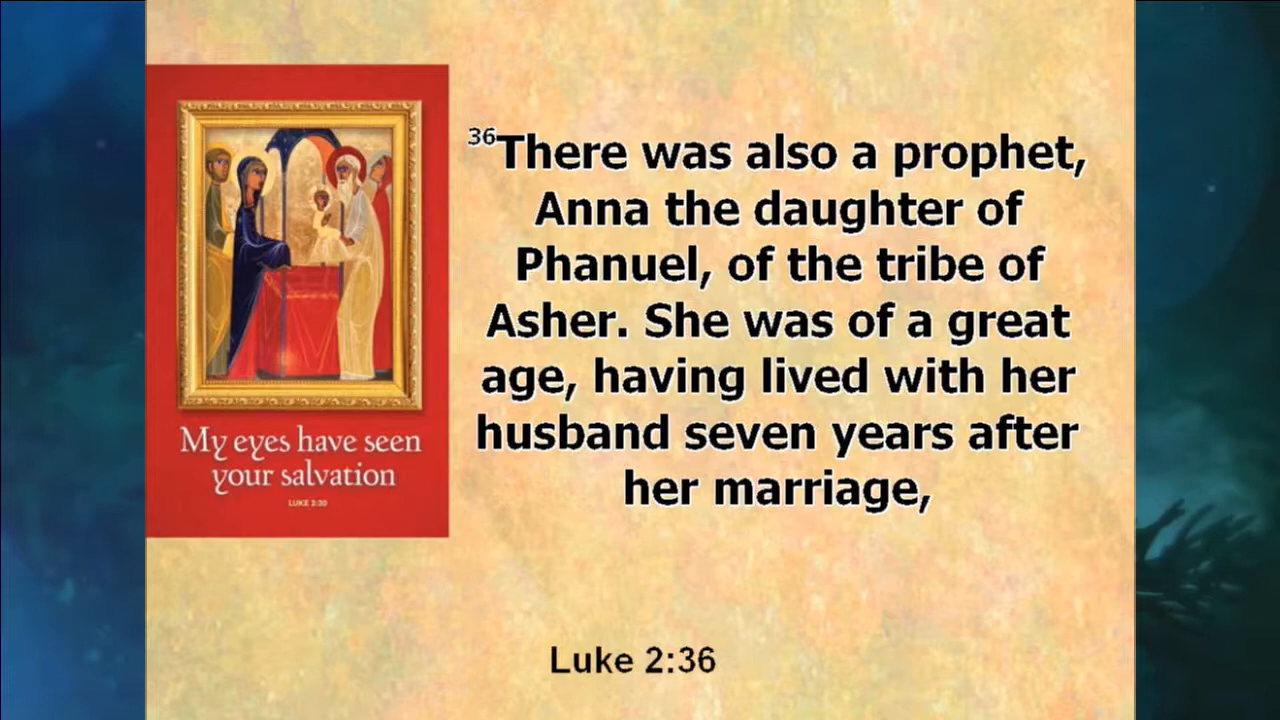 My eyes have seen
your salvation
LUKE 2:30
36There was also a prophet,
Anna the daughter of
Phanuel, of the tribe of
Asher. She was of a great
age, having lived with her
husband seven years after
her marriage,
Luke 2:36